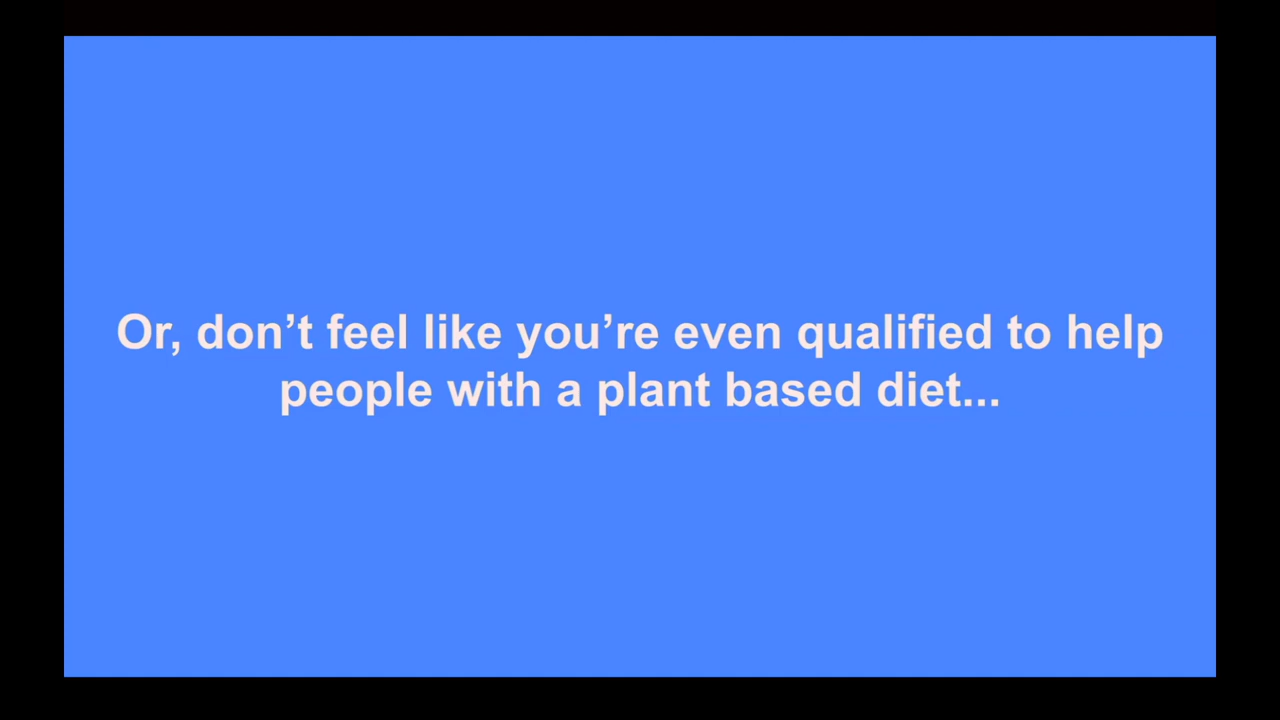 Or, don’t feel like you’re even qualified to help
people with a plant based diet...